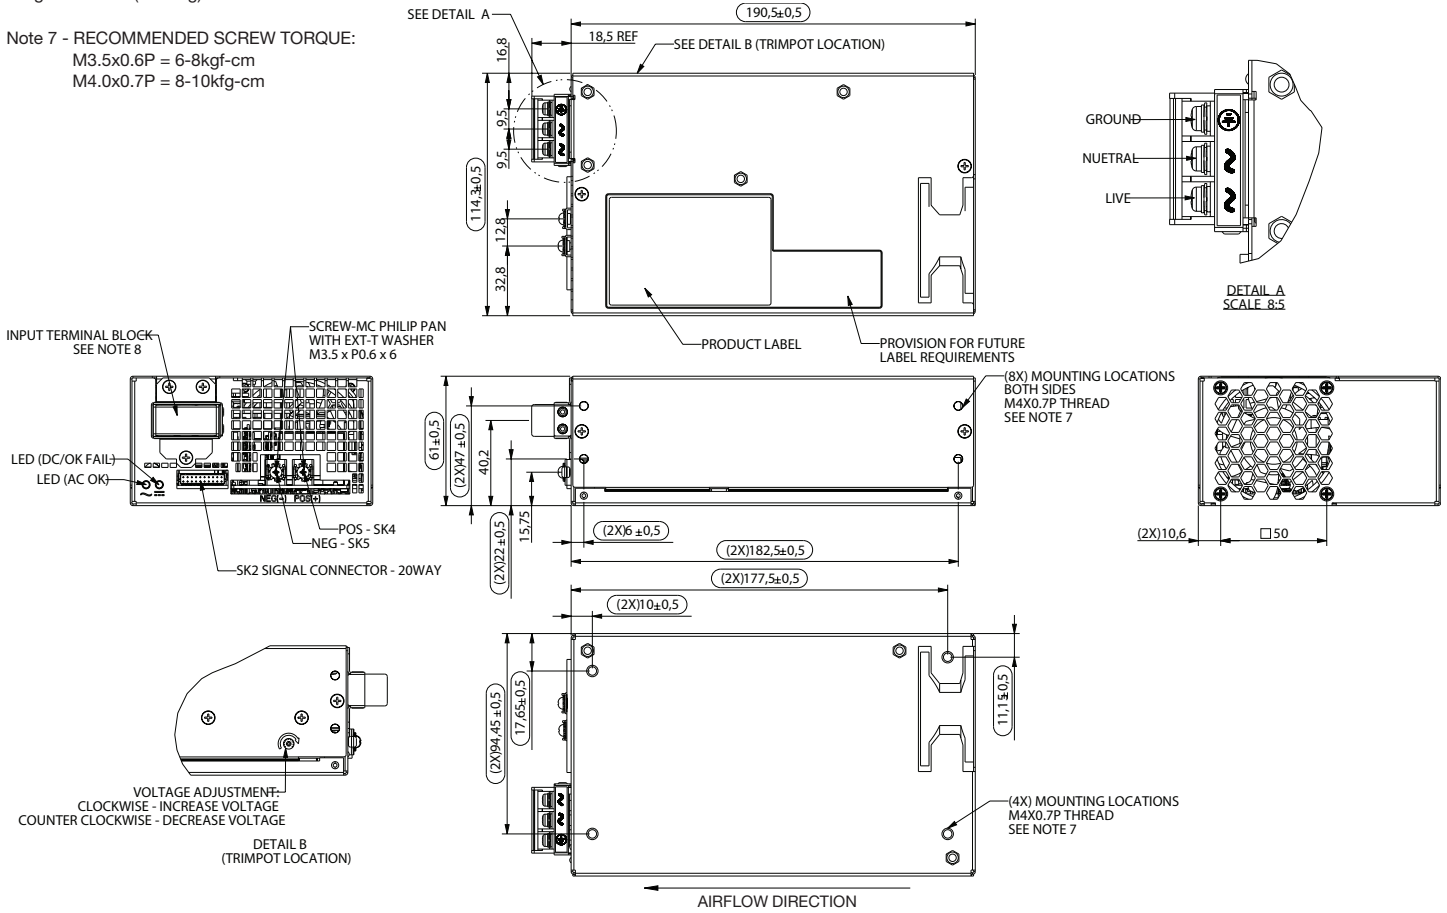 Note 7 - RECOMMENDED SCREW TORQUE:
M3.5x0.6P = 6-8kgf-cm
M4.0x0.7P = 8-10kfg-cm
SEE DETAIL A
190,5±0,5
18,5 REF
SEE DETAIL B (TRIMPOT LOCATION)
16,8
9,5
9,5
114,3±0,5
12,8
32,8
PRODUCT LABEL
PROVISION FOR FUTURE
LABEL REQUIREMENTS
GROUND
NUETRAL
LIVE
DETAIL A
SCALE 8:5
INPUT TERMINAL BLOCK
SEE NOTE 8
SCREW-MC PHILIP PAN
WITH EXT-T WASHER
M3.5 x P0.6 x 6
LED (DC/OK FAIL)
LED (AC OK)
NEG(-) POS(+)
POS - SK4
NEG - SK5
SK2 SIGNAL CONNECTOR - 20WAY
61±0,5
(2X)47 ±0,5
40,2
(2X)22 ±0,5
15,75
(8X) MOUNTING LOCATIONS
BOTH SIDES
M4X0.7P THREAD
SEE NOTE 7
(2X)6 ±0,5
(2X)182,5±0,5
(2X)177,5±0,5
(2X)10±0,5
(2X)10,6
50
(2X)94,45 ±0,5
17,65±0,5
11,15±0,5
(4X) MOUNTING LOCATIONS
M4X0.7P THREAD
SEE NOTE 7
VOLTAGE ADJUSTMENT:
CLOCKWISE - INCREASE VOLTAGE
COUNTER CLOCKWISE - DECREASE VOLTAGE
DETAIL B
(TRIMPOT LOCATION)
AIRFLOW DIRECTION